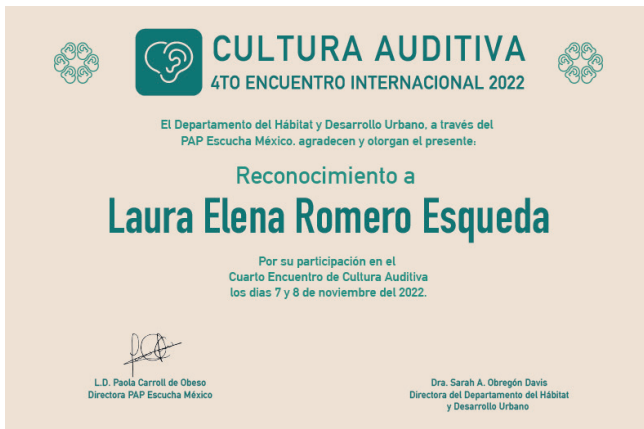 CULTURA AUDITIVA
4TO ENCUENTRO INTERNACIONAL 2022
El Departamento del Hábitat y Desarrollo Urbano, a través del
PAP Escucha México, agradecen y olorgan el presente:
Reconocimiento a
Laura Elena Romero Esqueda
Por su participación en el
Cuarto Encuentro de Cultura Auditiva
los días 7 y 8 de noviembre del 2022.
L.D. Paola Carroll de Obeso
Directora PAP Escucha México
Dra. Sarah A. Obregón Davis
Directora del Departamento del Hábitat
y Desarrollo Urbano